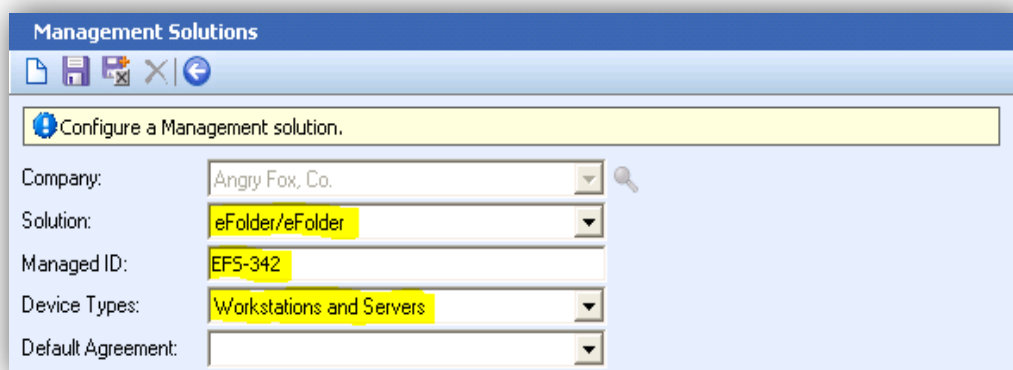 Management Solutions
Configure a Management solution.
Company: Angry Fox, Co.
Solution: eFolder/eFolder
Managed ID: EFS-342
Device Types: Workstations and Servers
Default Agreement: